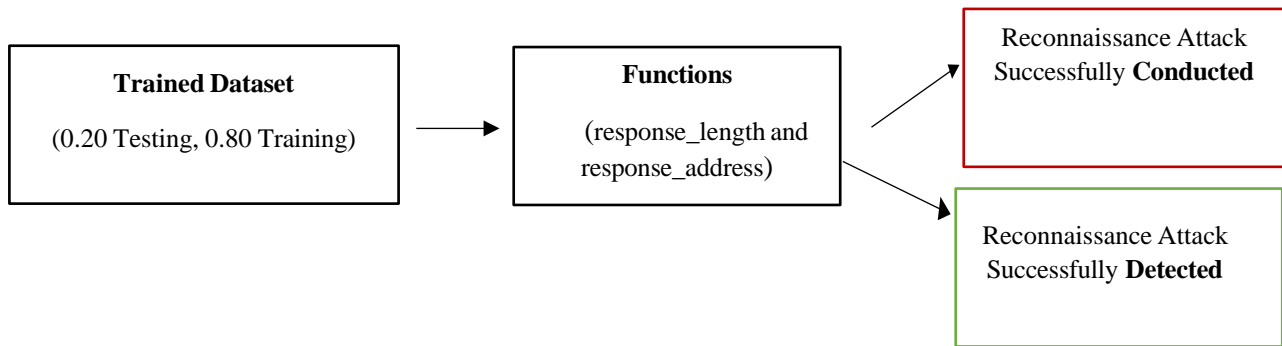 Trained Dataset
(0.20 Testing, 0.80 Training)
Functions
(response_length and
response_address)
Reconnaissance Attack
Successfully Conducted
Reconnaissance Attack
Successfully Detected